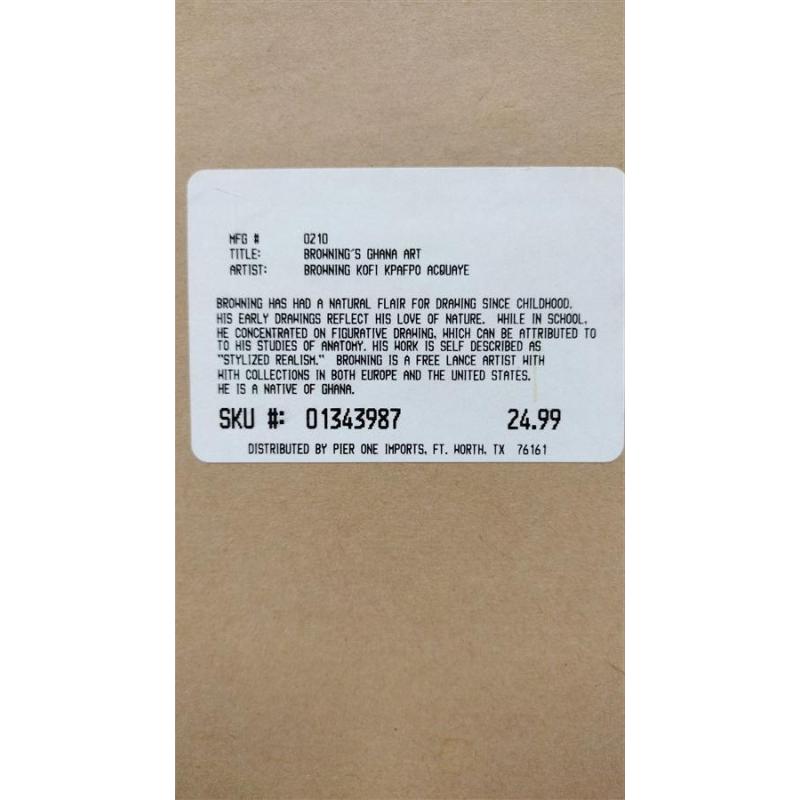 MFG # 0210
TITLE: BROWNING'S GHANA ART
ARTIST: BROWNING KOFI KPAFPO ACQUAYE
BROWNING HAS HAD A NATURAL FLAIR FOR DRAWING SINCE CHILDHOOD.
HIS EARLY DRAWINGS REFLECT HIS LOVE OF NATURE. WHILE IN SCHOOL,
HE CONCENTRATED ON FIGURATIVE DRAWING, WHICH CAN BE ATTRIBUTED TO
TO HIS STUDIES OF ANATOMY. HIS WORK IS SELF DESCRIBED AS
"STYLIZED REALISM." BROWNING IS A FREE LANCE ARTIST WITH
WITH COLLECTIONS IN BOTH EUROPE AND THE UNITED STATES.
HE IS A NATIVE OF GHANA.
SKU #: 01343987 24.99
DISTRIBUTED BY PIER ONE IMPORTS, FT. WORTH, TX 76161